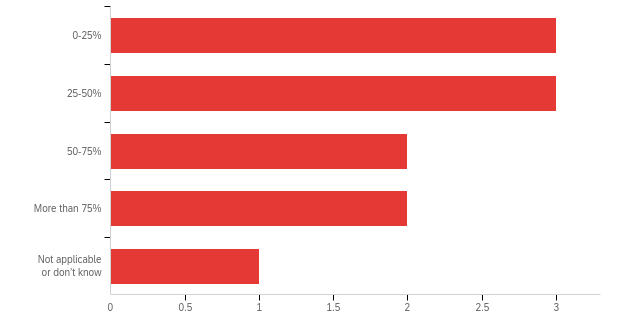 0-25%
25-50%
50-75%
More than 75%
Not applicable
or don't know
0 0.5 1 1.5 2 2.5 3